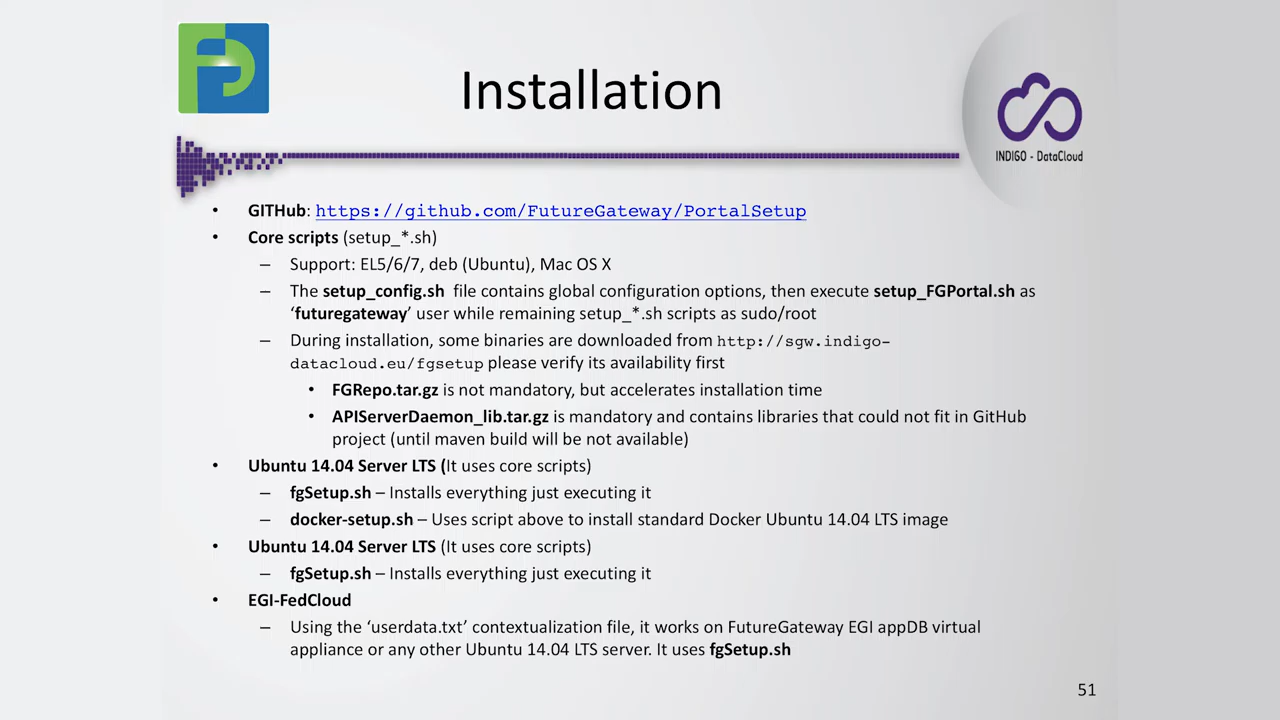 Installation
INDIGO - DataCloud
• GITHub: https://github.com/FutureGateway/PortalSetup
• Core scripts (setup_*.sh)
– Support: EL5/6/7, deb (Ubuntu), Mac OS X
– The setup_config.sh file contains global configuration options, then execute setup_FGPortal.sh as
‘futuregateway’ user while remaining setup_*.sh scripts as sudo/root
– During installation, some binaries are downloaded from http://sgw.indigo-
datacloud.eu/fgsetup please verify its availability first
• FGRepo.tar.gz is not mandatory, but accelerates installation time
• APIServerDaemon_lib.tar.gz is mandatory and contains libraries that could not fit in GitHub
project (until maven build will be not available)
• Ubuntu 14.04 Server LTS (It uses core scripts)
– fgSetup.sh – Installs everything just executing it
– docker-setup.sh – Uses script above to install standard Docker Ubuntu 14.04 LTS image
• Ubuntu 14.04 Server LTS (It uses core scripts)
– fgSetup.sh – Installs everything just executing it
• EGI-FedCloud
– Using the ‘userdata.txt’ contextualization file, it works on FutureGateway EGI appDB virtual
appliance or any other Ubuntu 14.04 LTS server. It uses fgSetup.sh
51